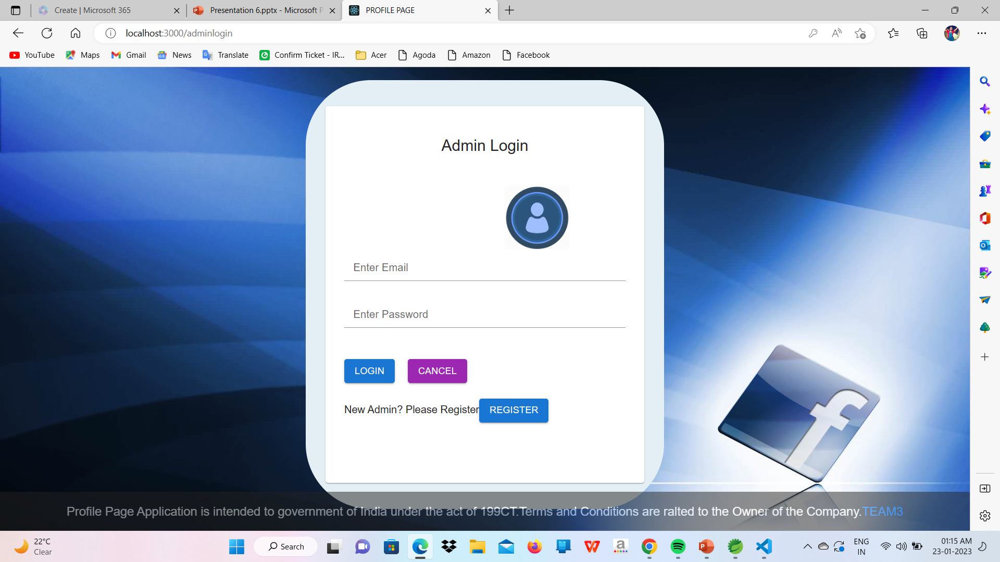 Create | Microsoft 365
Presentation 6.pptx - Microsoft P
PROFILE PAGE
localhost:3000/adminlogin
YouTube Maps Gmail News Translate Confirm Ticket - IR... Acer Agoda Amazon Facebook
Admin Login
Enter Email
Enter Password
LOGIN CANCEL
New Admin? Please Register REGISTER
Profile Page Application is intended to government of India under the act of 199CT.Terms and Conditions are ralted to the Owner of the Company.TEAM3
22°C
Clear
Search
ENG
IN
01:15 AM
23-01-2023